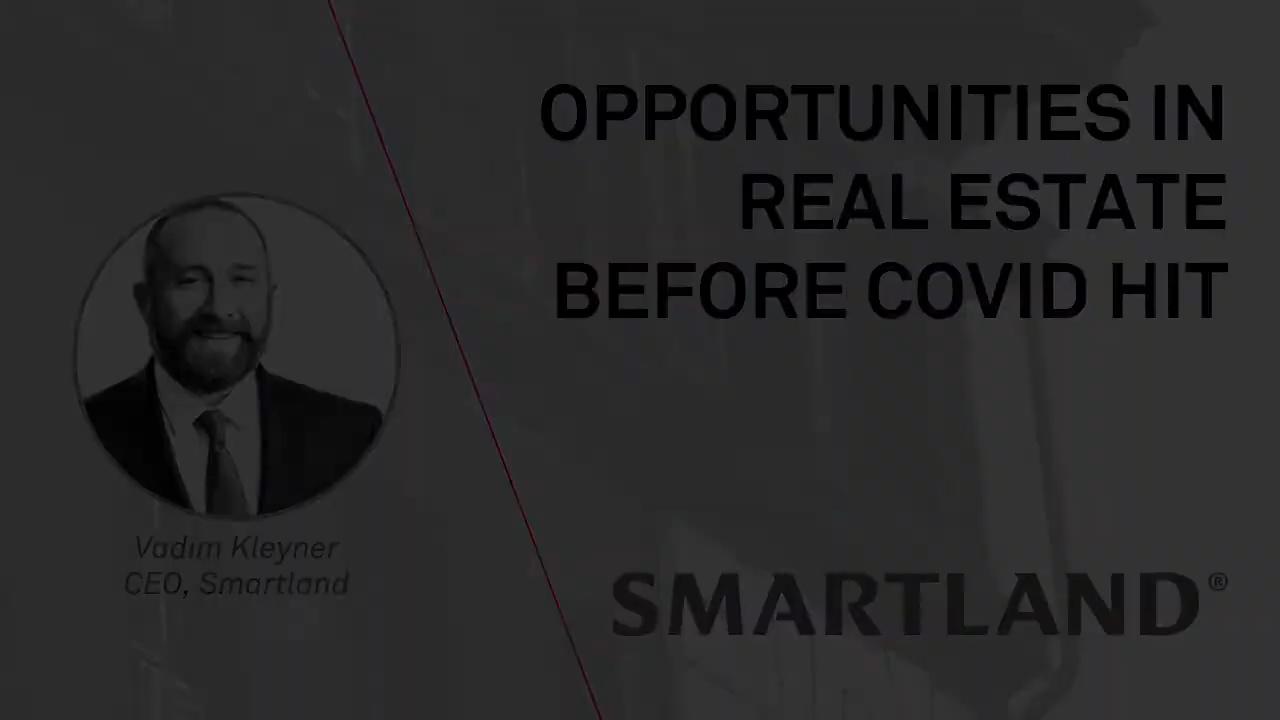 OPPORTUNITIES IN
REAL ESTATE
BEFORE COVID HIT
Vadim Kleyner
CEO, Smartland
SMARTLAND®